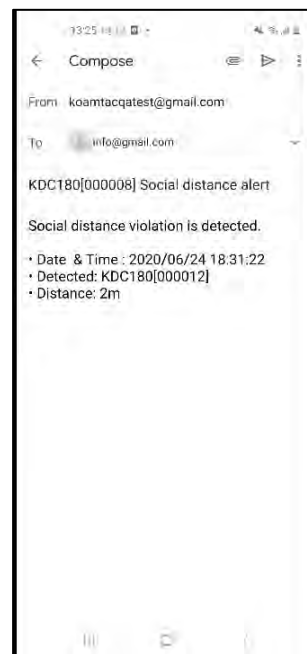 Compose
From koamtacqatest@gmail.com
To info@gmail.com
KDC180[000008] Social distance alert
Social distance violation is detected.
• Date & Time : 2020/06/24 18:31:22
• Detected: KDC180[000012]
• Distance: 2m